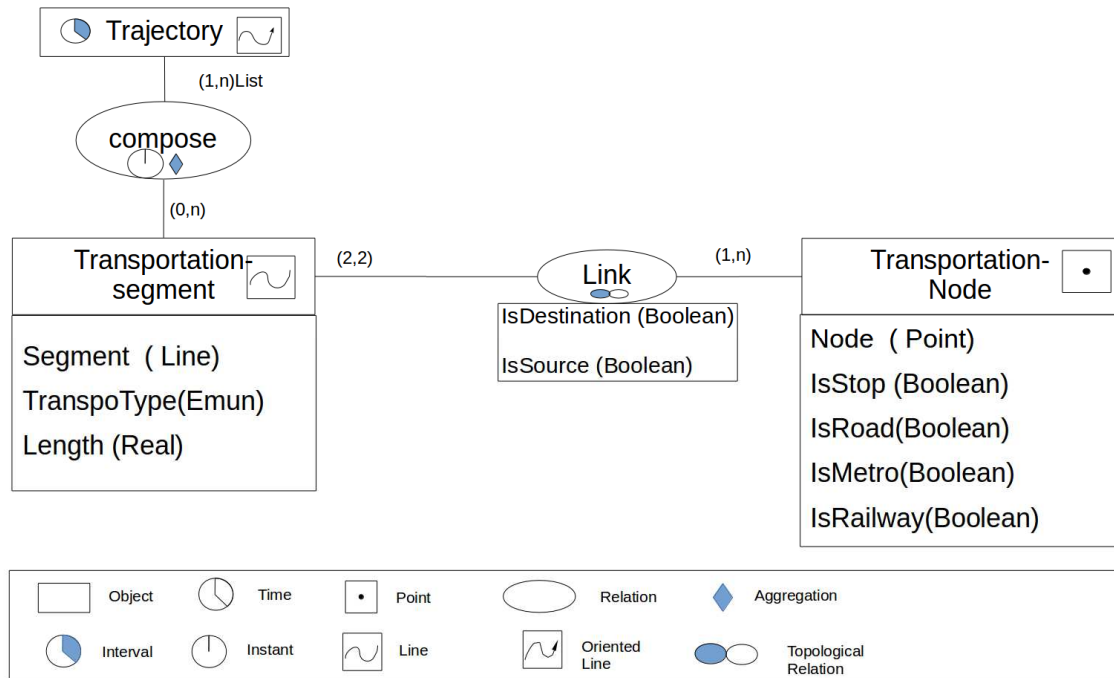 Trajectory
(1,n)List
compose
(0,n)
Transportation-
segment
(2,2)
Link
(1,n)
Transportation-
Node
Segment ( Line)
TranspoType(Emun)
Length (Real)
IsDestination (Boolean)
IsSource (Boolean)
Node ( Point)
IsStop (Boolean)
IsRoad(Boolean)
IsMetro(Boolean)
IsRailway(Boolean)
Object
Time
Point
Relation
Aggregation
Interval
Instant
Line
Oriented
Line
Topological
Relation